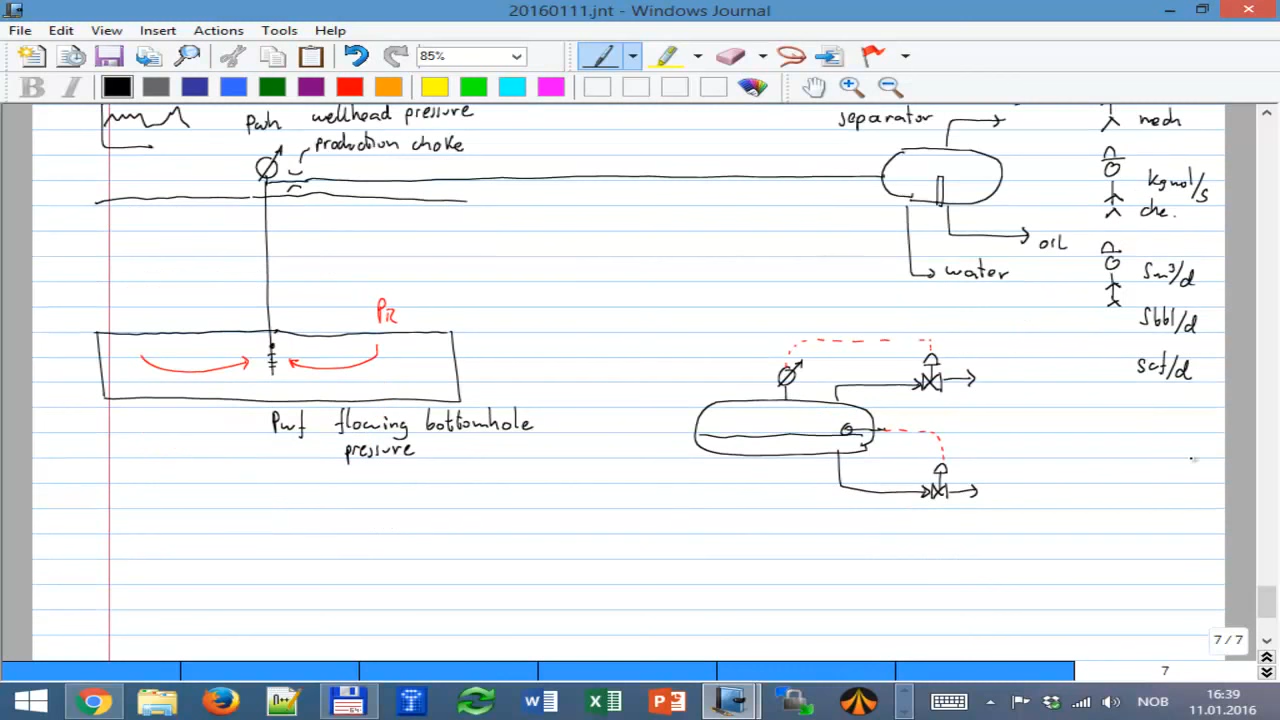 20160111.jnt - Windows Journal
File Edit View Insert Actions Tools Help
85%
B I
Pwh
wellhead pressure
production choke
separator
mech
kgmol/s
che.
oil
water
Sm³/d
Sbbl/d
scf/d
PR
Pwf flowing bottomhole
pressure
7 / 7
7
NOB
16:39
11.01.2016